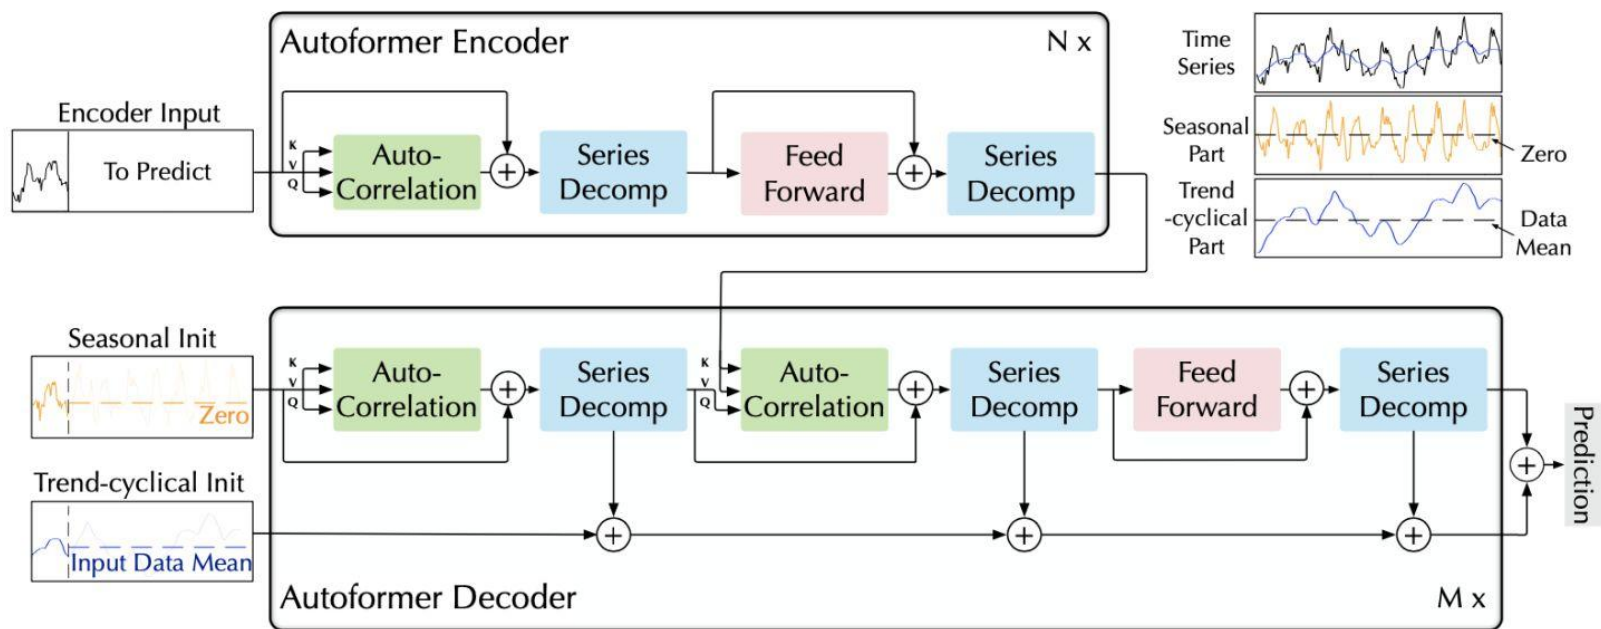 Autoformer Encoder
N x
Encoder Input
To Predict
K
V
Q
Auto-
Correlation
+
Series
Decomp
Feed
Forward
+
Series
Decomp
Time
Series
Seasonal
Part
Zero
Trend
-cyclical
Part
Data
Mean
Seasonal Init
Zero
K
V
Q
Auto-
Correlation
+
Series
Decomp
K
V
Q
Auto-
Correlation
+
Series
Decomp
Feed
Forward
+
Series
Decomp
+
Prediction
Trend-cyclical Init
Input Data Mean
+
+
+
Autoformer Decoder
M x